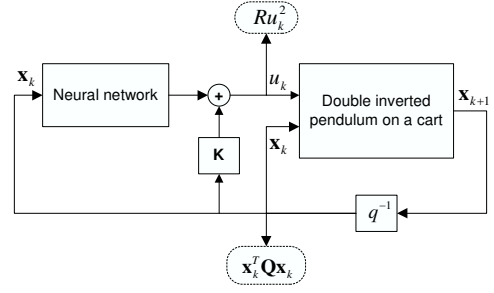 Ru_k^2
x_k
Neural network
+
u_k
Double inverted
pendulum on a cart
x_{k+1}
K
x_k
q^{-1}
x_k^T Q x_k